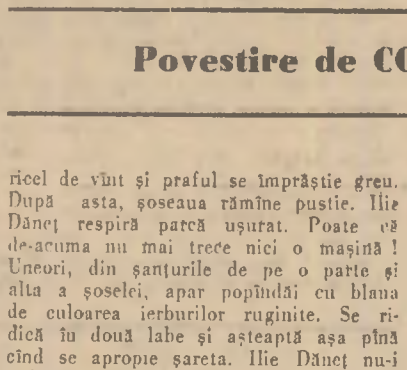 Povestire de CO
ricel de vînt și praful se împrăștie greu.
După asta, șoseaua rămîne pustie. Ilie
Dăneț respiră parcă ușurat. Poate că
de-acuma nu mai trece nici o mașină !
Uneori, din șanțurile de pe o parte și
alta a șoselei, apar popîndăi cu blana
de culoarea ierburilor ruginite. Se ri-
dică în două labe și așteaptă așa pînă
cînd se apropie șareta. Ilie Dăneț nu-i